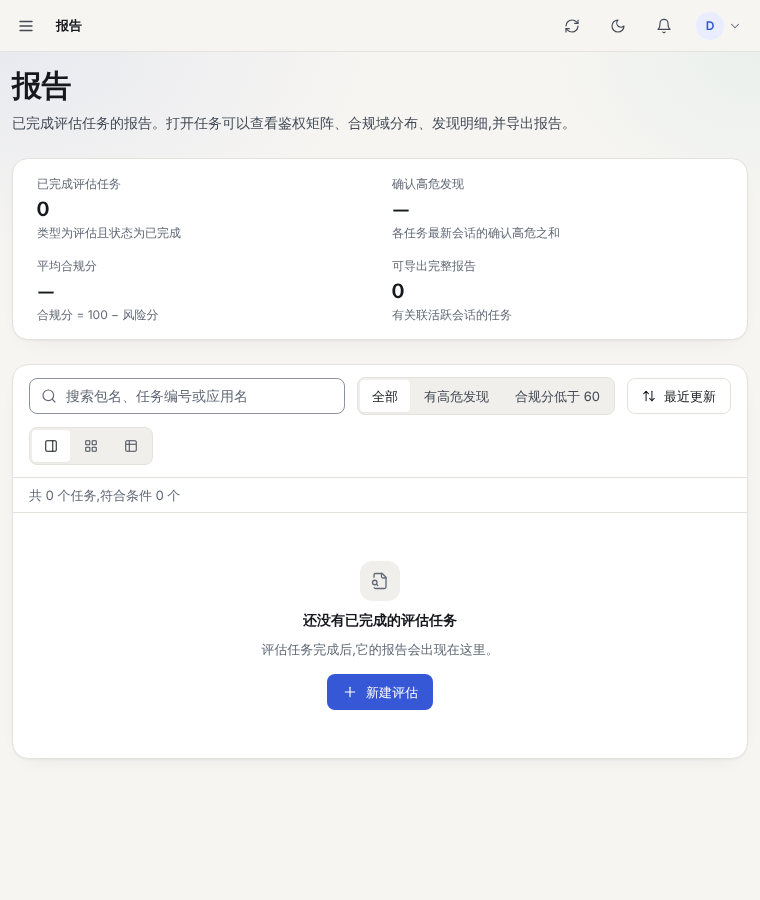 报告
D
报告
已完成评估任务的报告。打开任务可以查看鉴权矩阵、合规域分布、发现明细,并导出报告。
已完成评估任务
0
类型为评估且状态为已完成
确认高危发现
—
各任务最新会话的确认高危之和
平均合规分
—
合规分 = 100 − 风险分
可导出完整报告
0
有关联活跃会话的任务
搜索包名、任务编号或应用名
全部 有高危发现 合规分低于 60
最近更新
共 0 个任务,符合条件 0 个
还没有已完成的评估任务
评估任务完成后,它的报告会出现在这里。
新建评估